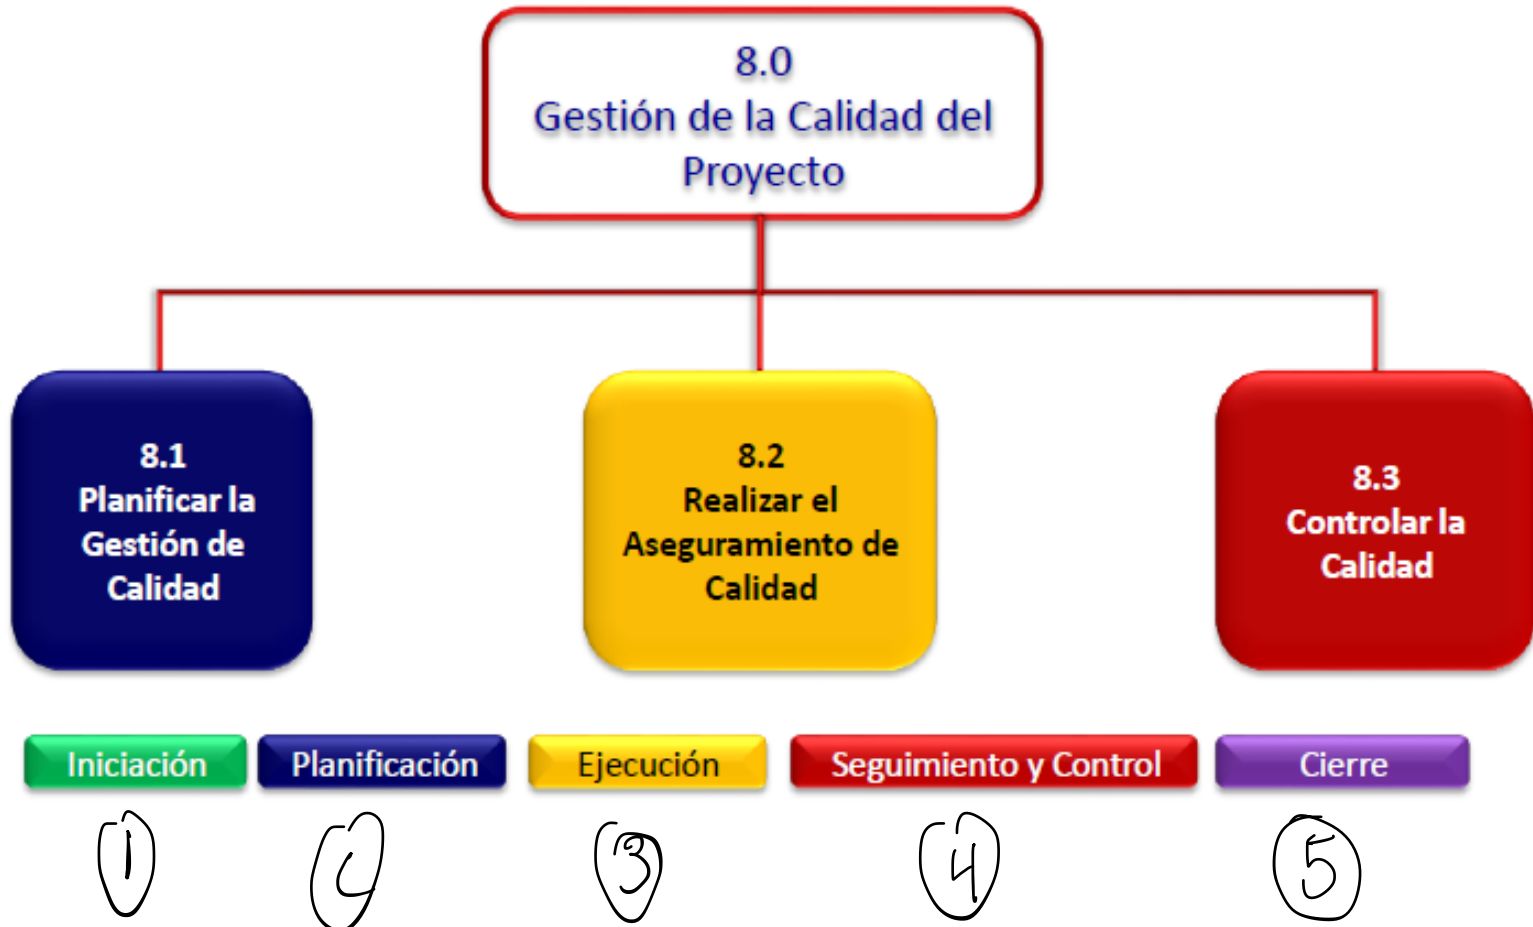 8.0
Gestión de la Calidad del
Proyecto
8.1
Planificar la
Gestión de
Calidad
8.2
Realizar el
Aseguramiento de
Calidad
8.3
Controlar la
Calidad
Iniciación Planificación Ejecución Seguimiento y Control Cierre
1 3 4 5